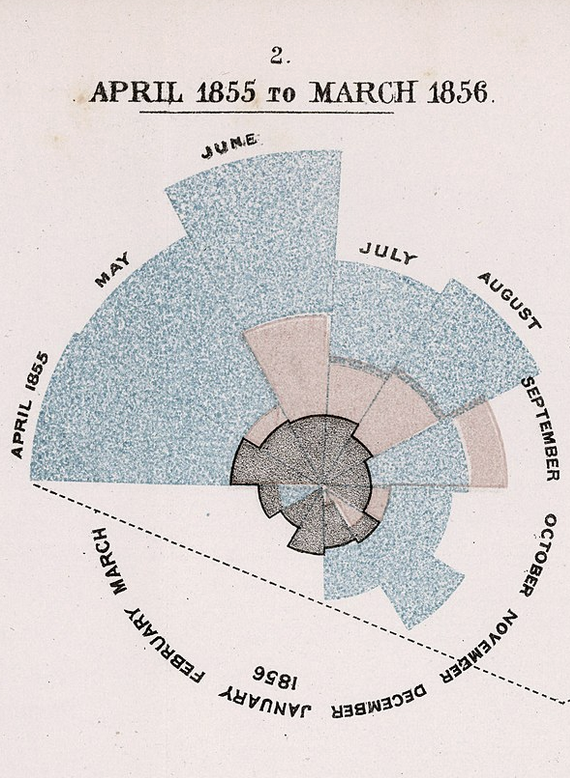 2.
APRIL 1855 TO MARCH 1856.
APRIL 1855
MAY
JUNE
JULY
AUGUST
SEPTEMBER
OCTOBER
NOVEMBER
DECEMBER
JANUARY
1856
FEBRUARY
MARCH